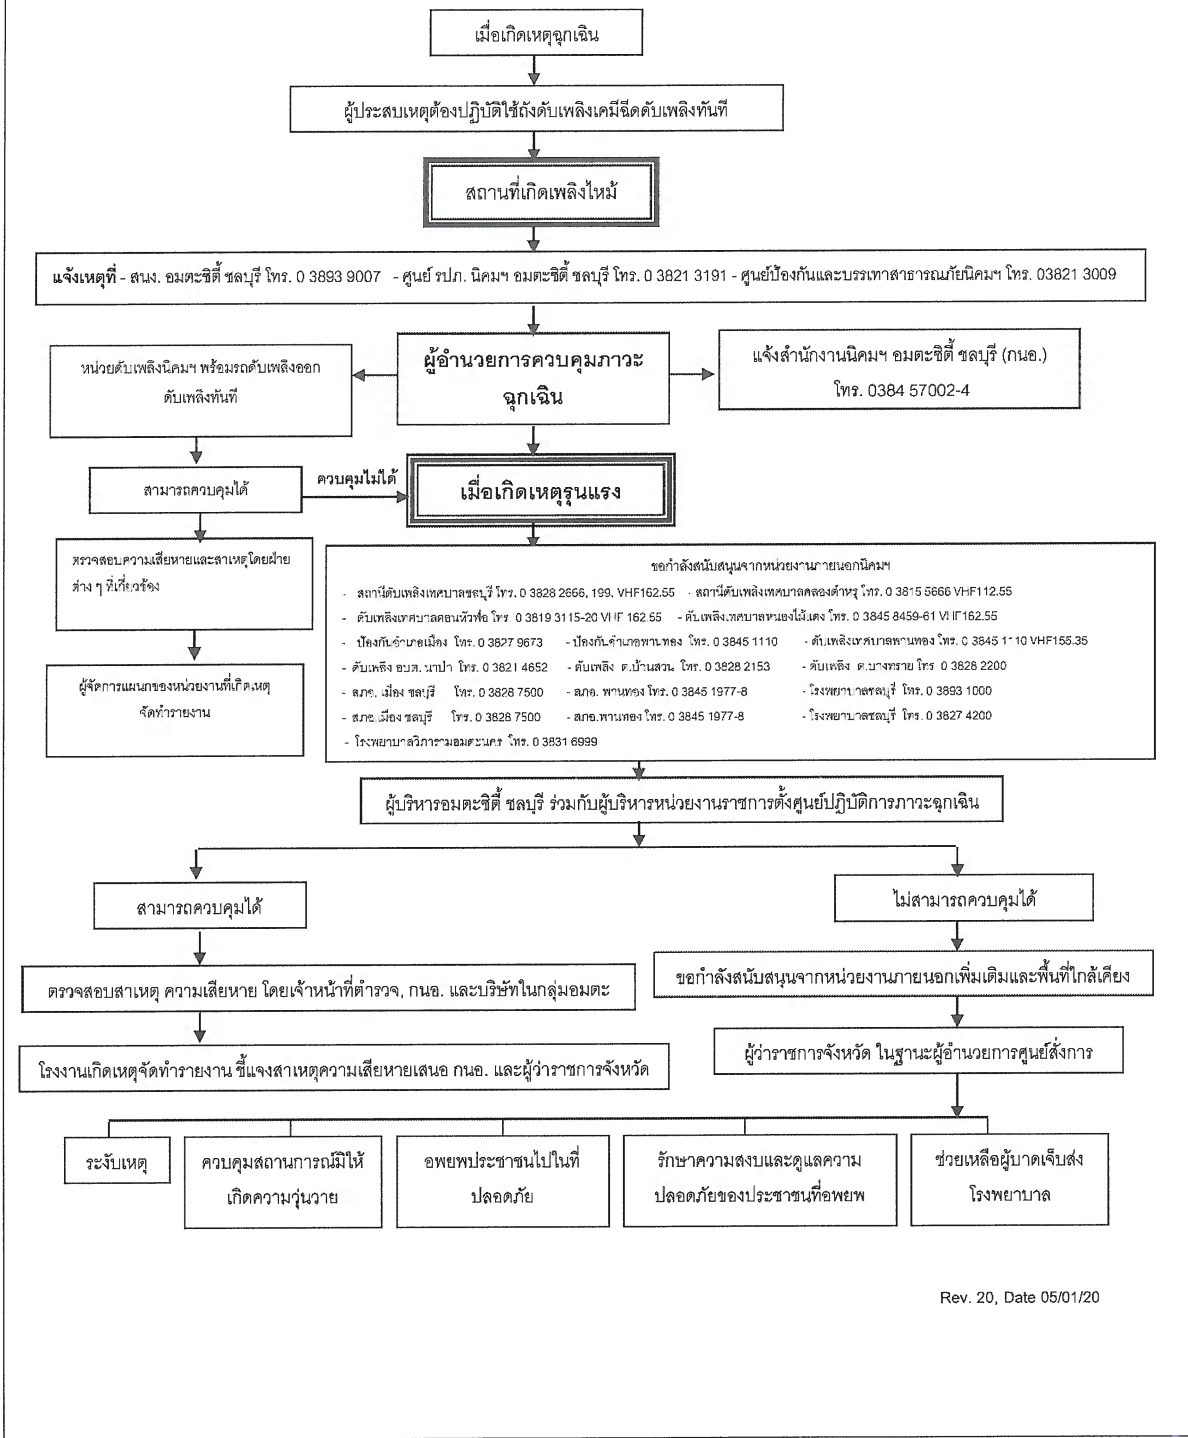 เมื่อเกิดเหตุฉุกเฉิน
ผู้ประสบเหตุต้องปฏิบัติใช้ถังดับเพลิงเคมีฉีดดับเพลิงทันที
สถานที่เกิดเพลิงไหม้
แจ้งเหตุที่ - สนง. อมตะซิตี้ ชลบุรี โทร. 0 3893 9007 - ศูนย์ รปภ. นิคมฯ อมตะซิตี้ ชลบุรี โทร. 0 3821 3191 - ศูนย์ป้องกันและบรรเทาสาธารณภัยนิคมฯ โทร. 03821 3009
หน่วยดับเพลิงนิคมฯ พร้อมรถดับเพลิงออก
ดับเพลิงทันที
ผู้อำนวยการควบคุมภาวะ
ฉุกเฉิน
แจ้งสำนักงานนิคมฯ อมตะซิตี้ ชลบุรี (กนอ.)
โทร. 0384 57002-4
สามารถควบคุมได้
ควบคุมไม่ได้
เมื่อเกิดเหตุรุนแรง
ตรวจสอบความเสียหายและสาเหตุโดยฝ่าย
ต่าง ๆ ที่เกี่ยวข้อง
ผู้จัดการแผนกของหน่วยงานที่เกิดเหตุ
จัดทำรายงาน
ขอกำลังสนับสนุนจากหน่วยงานภายนอกนิคมฯ
- สถานีดับเพลิงเทศบาลชลบุรี โทร. 0 3828 2666, 199, VHF162.55 - สถานีดับเพลิงเทศบาลคลองตำหรุ โทร. 0 3815 5666 VHF112.55
- ดับเพลิงเทศบาลดอนหัวฬ่อ โทร. 0 3819 3115-20 VHF 162.55 - ดับเพลิงเทศบาลหนองไม้แดง โทร. 0 3845 8459-61 VHF162.55
- ป้องกันอำเภอเมือง โทร. 0 3827 9673 - ป้องกันอำเภอพานทอง โทร. 0 3845 1110 - ดับเพลิงเทศบาลพานทอง โทร. 0 3845 1110 VHF155.35
- ดับเพลิง อบต. นาป่า โทร. 0 3821 4652 - ดับเพลิง ต.บ้านสวน โทร. 0 3828 2153 - ดับเพลิง ต.บางทราย โทร 0 3828 2200
- สภอ. เมือง ชลบุรี โทร. 0 3828 7500 - สภอ. พานทอง โทร. 0 3845 1977-8 - โรงพยาบาลชลบุรี โทร. 0 3893 1000
- สภอ.เมือง ชลบุรี โทร. 0 3828 7500 - สภอ.พานทอง โทร. 0 3845 1977-8 - โรงพยาบาลชลบุรี โทร. 0 3827 4200
- โรงพยาบาลวิภารามอมตะนคร โทร. 0 3831 6999
ผู้บริหารอมตะซิตี้ ชลบุรี ร่วมกับผู้บริหารหน่วยงานราชการตั้งศูนย์ปฏิบัติการภาวะฉุกเฉิน
สามารถควบคุมได้
ไม่สามารถควบคุมได้
ตรวจสอบสาเหตุ ความเสียหาย โดยเจ้าหน้าที่ตำรวจ, กนอ. และบริษัทในกลุ่มอมตะ
ขอกำลังสนับสนุนจากหน่วยงานภายนอกเพิ่มเติมและพื้นที่ใกล้เคียง
โรงงานเกิดเหตุจัดทำรายงาน ชี้แจงสาเหตุความเสียหายเสนอ กนอ. และผู้ว่าราชการจังหวัด
ผู้ว่าราชการจังหวัด ในฐานะผู้อำนวยการศูนย์สั่งการ
ระงับเหตุ
ควบคุมสถานการณ์มิให้
เกิดความวุ่นวาย
อพยพประชาชนไปในที่
ปลอดภัย
รักษาความสงบและดูแลความ
ปลอดภัยของประชาชนที่อพยพ
ช่วยเหลือผู้บาดเจ็บส่ง
โรงพยาบาล
Rev. 20, Date 05/01/20